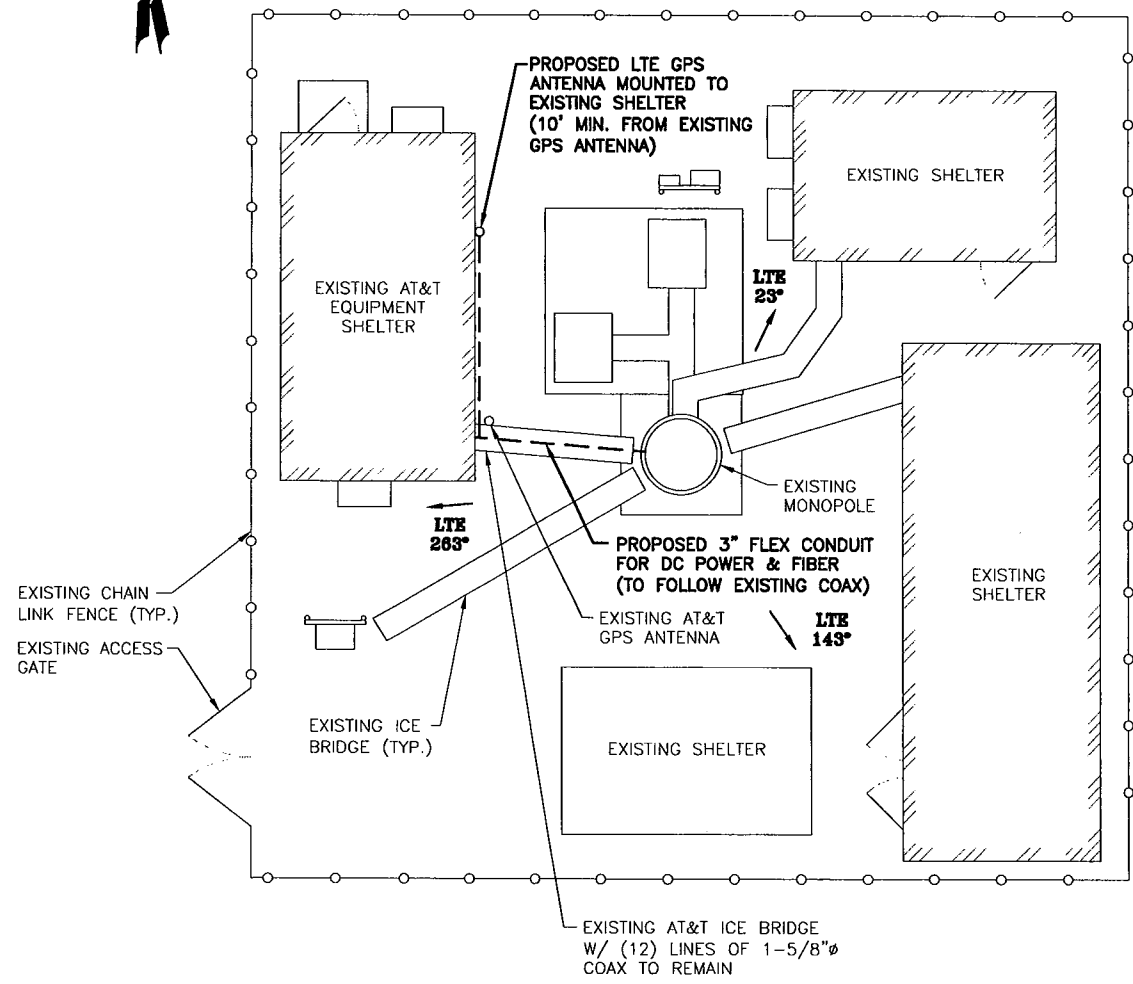 PROPOSED LTE GPS
ANTENNA MOUNTED TO
EXISTING SHELTER
(10' MIN. FROM EXISTING
GPS ANTENNA)
EXISTING SHELTER
EXISTING AT&T
EQUIPMENT
SHELTER
LTE
23°
EXISTING
MONOPOLE
LTE
263°
PROPOSED 3" FLEX CONDUIT
FOR DC POWER & FIBER
(TO FOLLOW EXISTING COAX)
EXISTING
SHELTER
EXISTING CHAIN
LINK FENCE (TYP.)
EXISTING AT&T
GPS ANTENNA
LTE
143°
EXISTING ACCESS
GATE
EXISTING ICE
BRIDGE (TYP.)
EXISTING SHELTER
EXISTING AT&T ICE BRIDGE
W/ (12) LINES OF 1-5/8"ø
COAX TO REMAIN